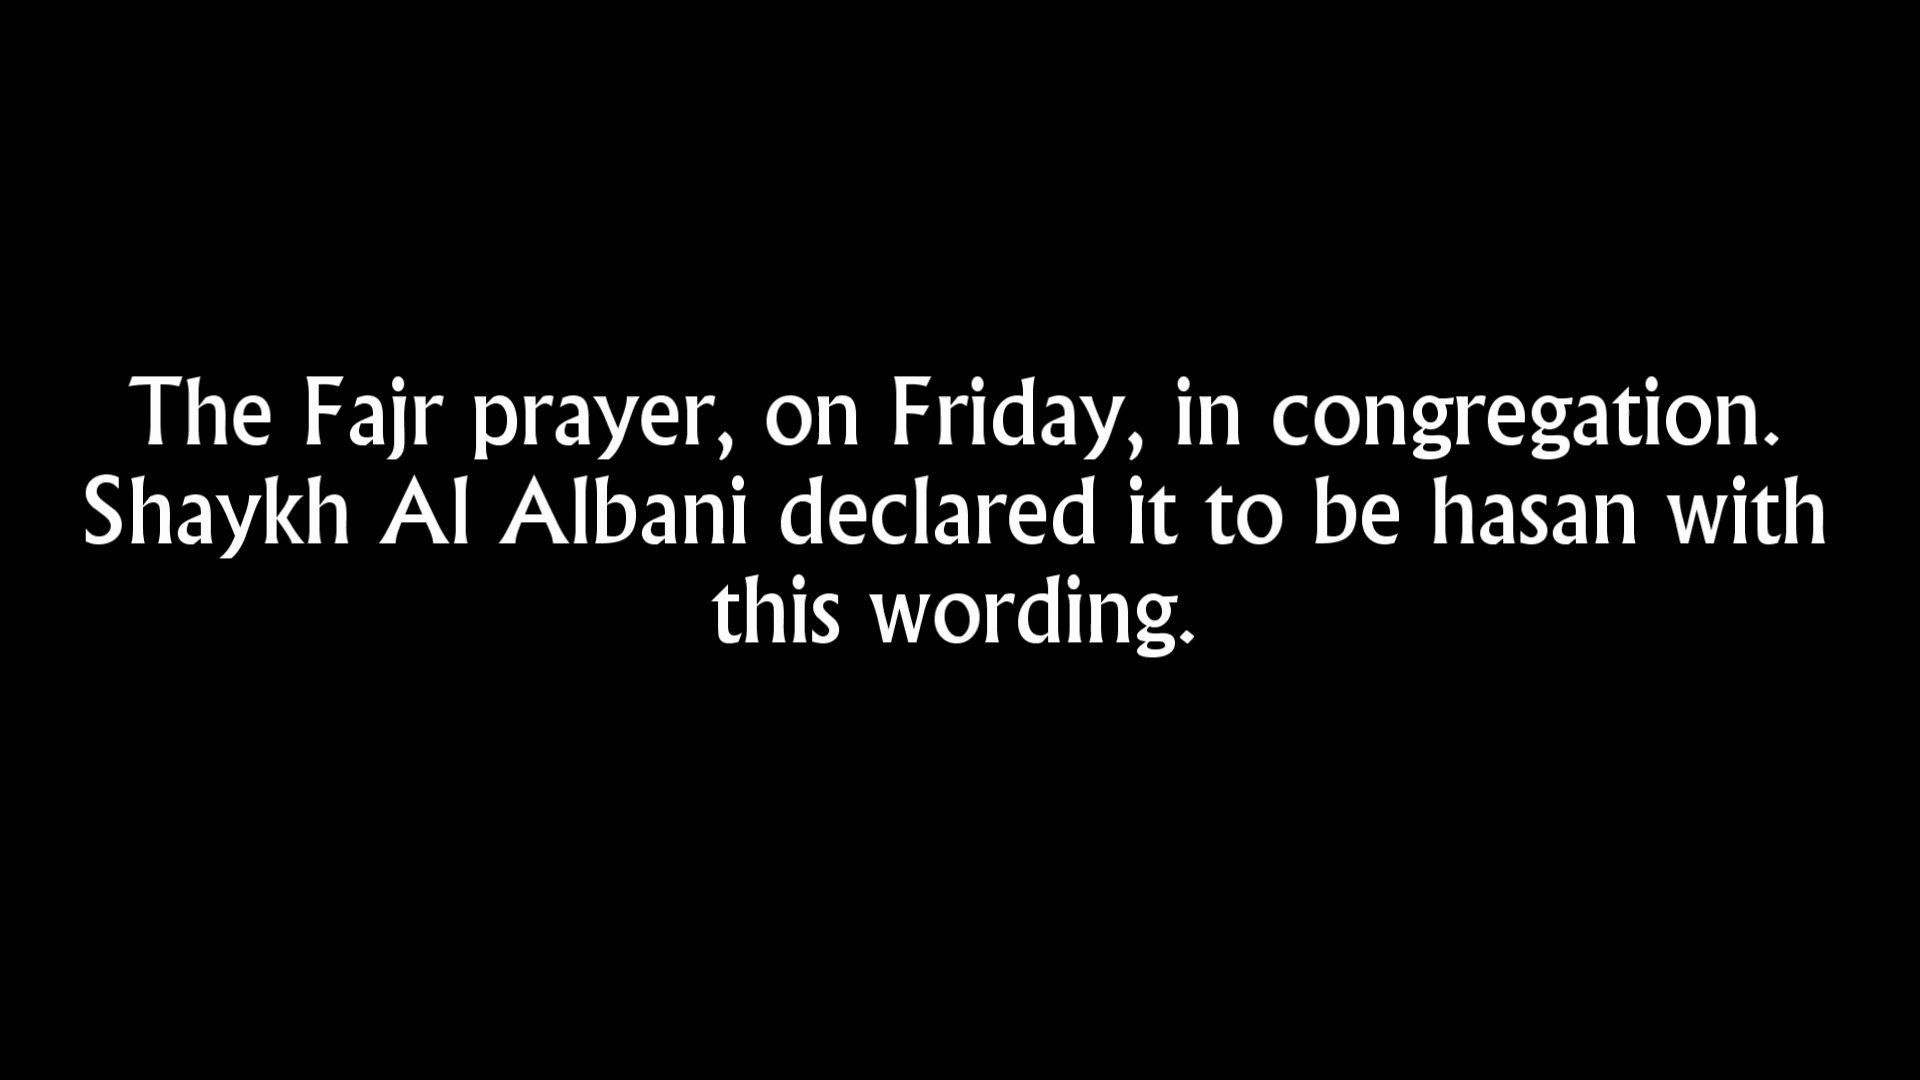 The Fajr prayer, on Friday, in congregation.
Shaykh Al Albani declared it to be hasan with
this wording.